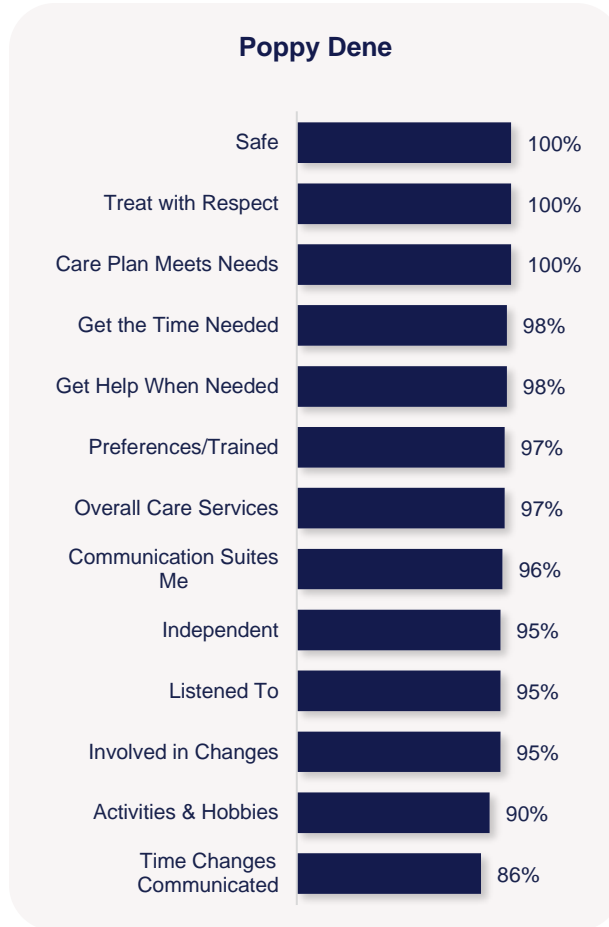 Poppy Dene
Safe
100%
Treat with Respect
100%
Care Plan Meets Needs
100%
Get the Time Needed
98%
Get Help When Needed
98%
Preferences/Trained
97%
Overall Care Services
97%
Communication Suites
Me
96%
Independent
95%
Listened To
95%
Involved in Changes
95%
Activities & Hobbies
90%
Time Changes
Communicated
86%